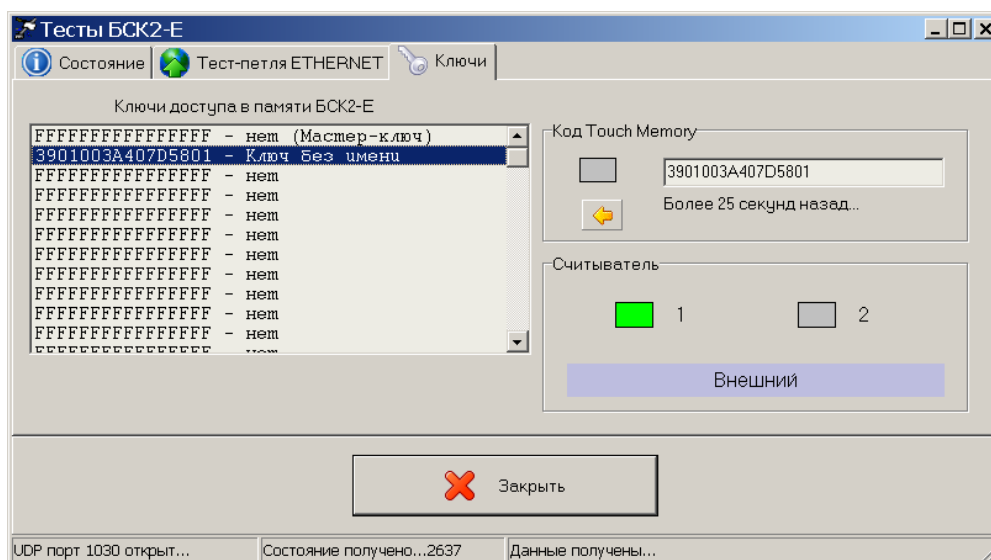 Тесты БСК2-Е
Состояние
Тест-петля ETHERNET
Ключи
Ключи доступа в памяти БСК2-Е
FFFFFFFFFFFFFFFF - нет (Мастер-ключ)
3901003A407D5801 - Ключ без имени
FFFFFFFFFFFFFFFF - нет
FFFFFFFFFFFFFFFF - нет
FFFFFFFFFFFFFFFF - нет
FFFFFFFFFFFFFFFF - нет
FFFFFFFFFFFFFFFF - нет
FFFFFFFFFFFFFFFF - нет
FFFFFFFFFFFFFFFF - нет
FFFFFFFFFFFFFFFF - нет
FFFFFFFFFFFFFFFF - нет
FFFFFFFFFFFFFFFF - нет
Код Touch Memory
3901003A407D5801
Более 25 секунд назад...
Считыватель
1
2
Внешний
Закрыть
UDP порт 1030 открыт...
Состояние получено...2637
Данные получены...